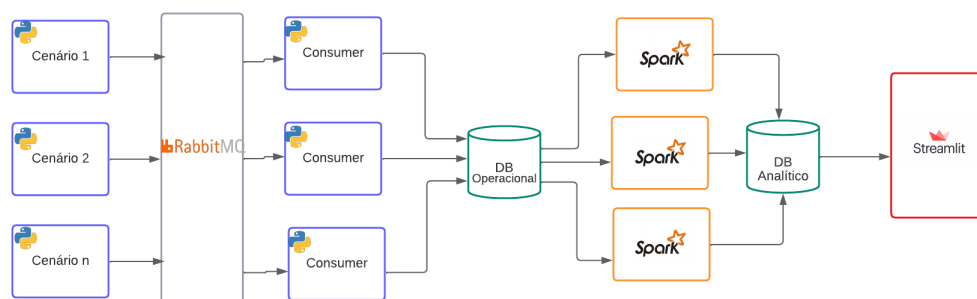 Cenário 1
Cenário 2
Cenário n
RabbitMQ
Consumer
Consumer
Consumer
DB
Operacional
Spark
Spark
Spark
DB
Analítico
Streamlit